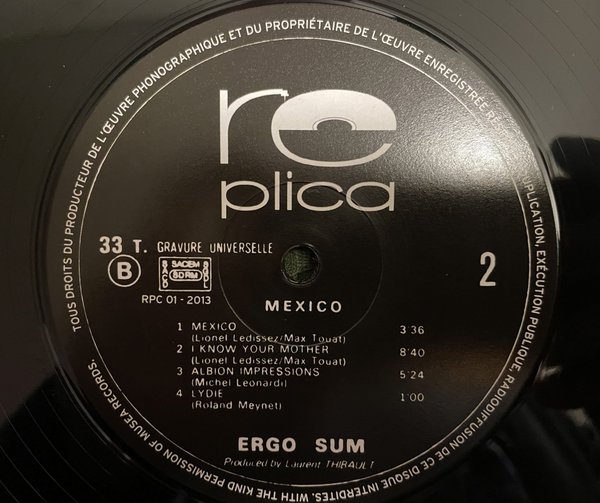 TOUS DROITS DU PRODUCTEUR DE L'ŒUVRE PHONOGRAPHIQUE ET DU PROPRIÉTAIRE DE L'ŒUVRE ENREGISTRÉE RÉ
DUPLICATION, EXÉCUTION PUBLIQUE, RADIODIFFUSION DE CE DISQUE INTERDITES. WITH THE KIND PERMISSION OF MUSEA RECORDS.
re
plica
33 T. GRAVURE UNIVERSELLE
B SACD SACEM SDRM SGDL
2
RPC 01 - 2013
MEXICO
1 MEXICO 3'36
(Lionel Ledissez/Max Touat)
2 I KNOW YOUR MOTHER 8'40
(Lionel Ledissez/Max Touat)
3 ALBION IMPRESSIONS 5'24
(Michel Leonardi)
4 LYDIE 1'00
(Roland Meynet)
ERGO SUM
Produced by Laurent THIBAULT